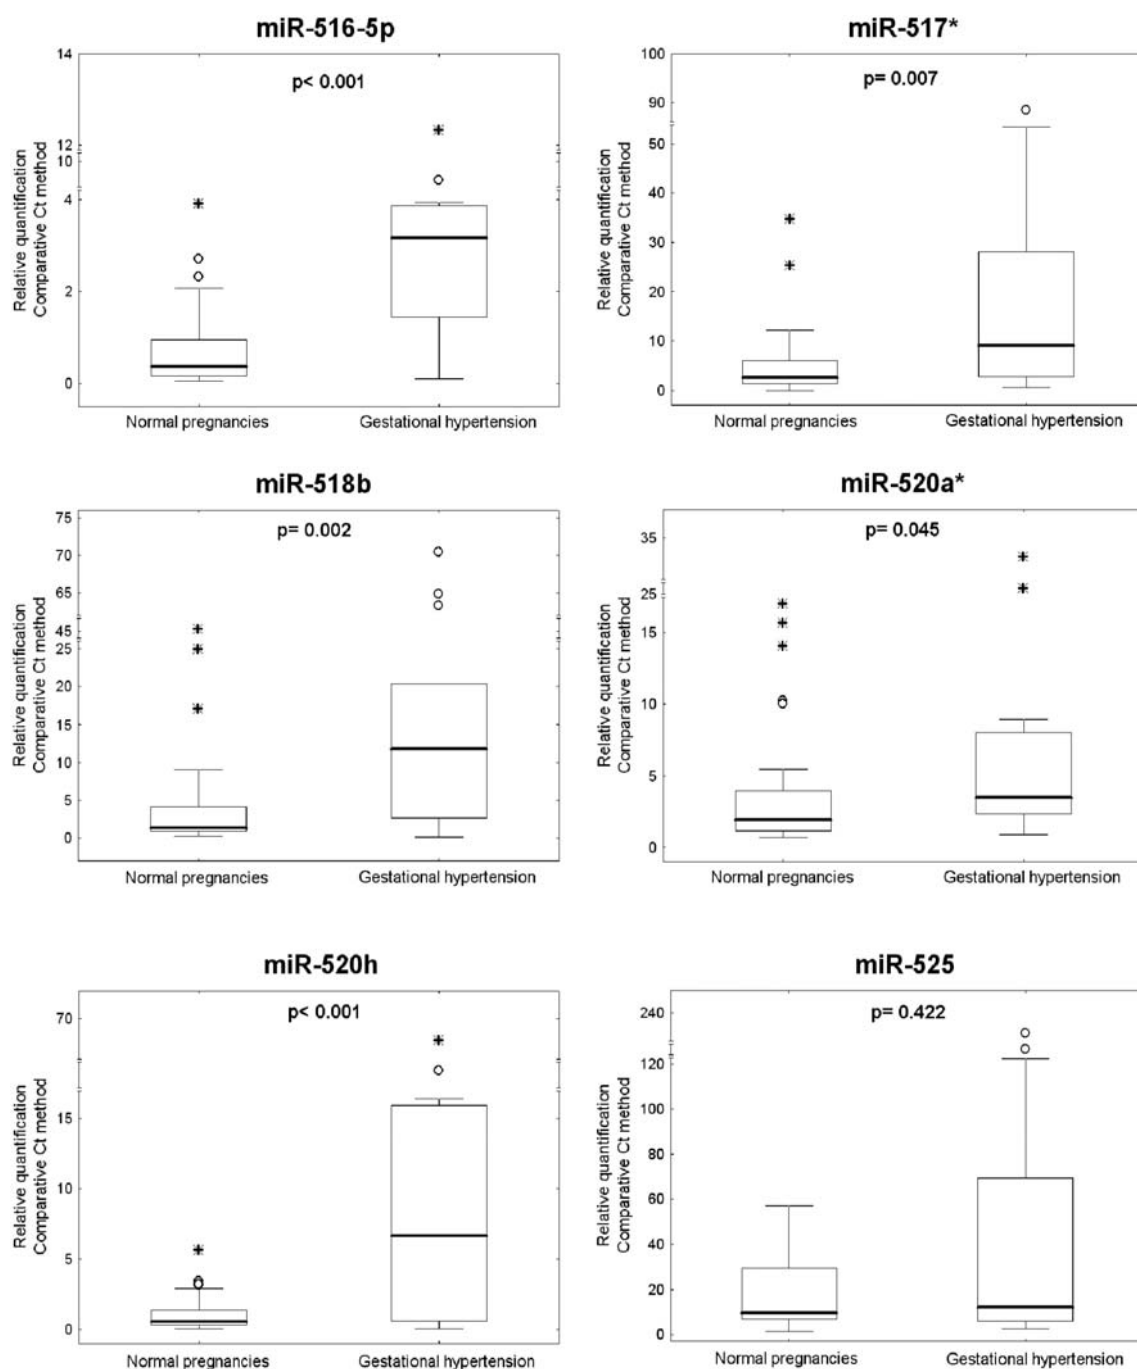 miR-516-5p
p< 0.001
Relative quantification
Comparative Ct method
14
12
10
4
2
0
Normal pregnancies
Gestational hypertension
miR-517*
p= 0.007
Relative quantification
Comparative Ct method
100
90
50
40
30
20
10
0
Normal pregnancies
Gestational hypertension
miR-518b
p= 0.002
Relative quantification
Comparative Ct method
75
70
65
45
25
20
15
10
5
0
Normal pregnancies
Gestational hypertension
miR-520a*
p= 0.045
Relative quantification
Comparative Ct method
35
25
15
10
5
0
Normal pregnancies
Gestational hypertension
miR-520h
p< 0.001
Relative quantification
Comparative Ct method
70
15
10
5
0
Normal pregnancies
Gestational hypertension
miR-525
p= 0.422
Relative quantification
Comparative Ct method
240
120
100
80
60
40
20
0
Normal pregnancies
Gestational hypertension